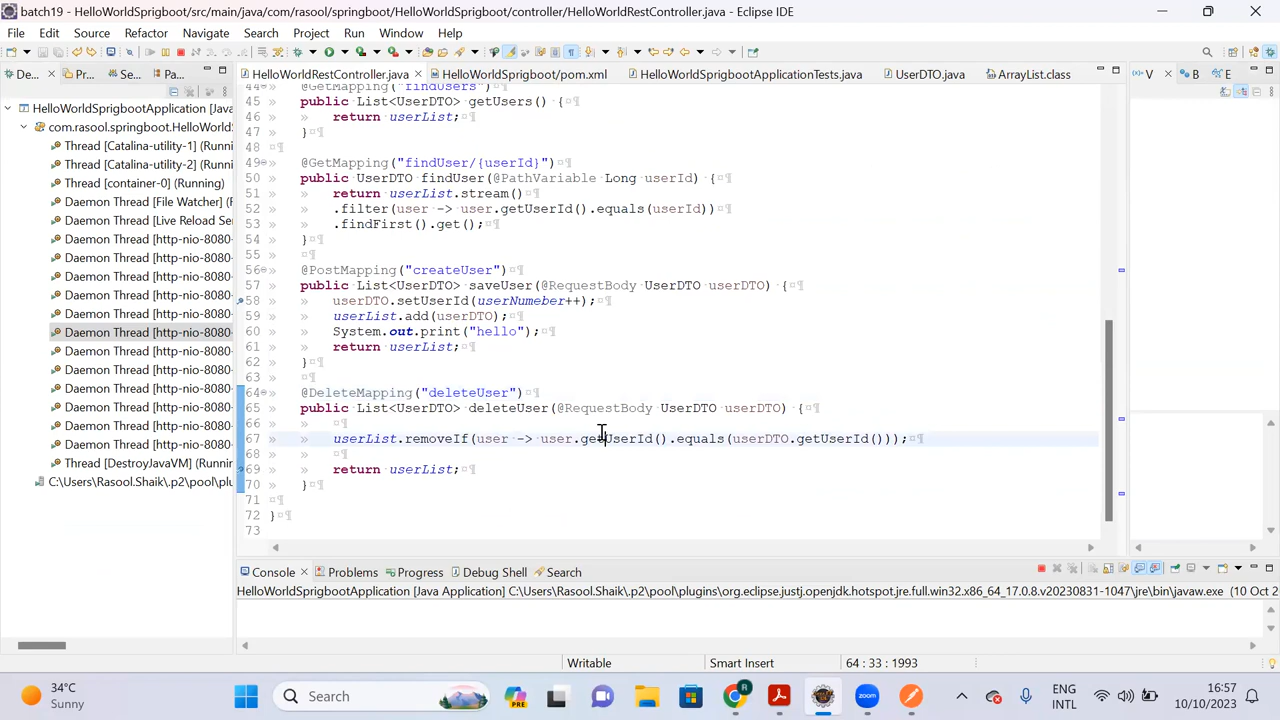 batch19 - HelloWorldSprigboot/src/main/java/com/rasool/springboot/HelloWorldSprigboot/controller/HelloWorldRestController.java - Eclipse IDE
File Edit Source Refactor Navigate Search Project Run Window Help
De... Pr... Se... Pa...
HelloWorldRestController.java HelloWorldSprigboot/pom.xml HelloWorldSprigbootApplicationTests.java UserDTO.java ArrayList.class
V B E
HelloWorldSprigbootApplication [Java
com.rasool.springboot.HelloWorldS
Thread [Catalina-utility-1] (Runnin
Thread [Catalina-utility-2] (Runnin
Thread [container-0] (Running)
Daemon Thread [File Watcher] (Ru
Daemon Thread [Live Reload Ser
Daemon Thread [http-nio-8080-
Daemon Thread [http-nio-8080-
Daemon Thread [http-nio-8080-
Daemon Thread [http-nio-8080-
Daemon Thread [http-nio-8080-
Daemon Thread [http-nio-8080-
Daemon Thread [http-nio-8080-
Daemon Thread [http-nio-8080-
Daemon Thread [http-nio-8080-
Daemon Thread [http-nio-8080-
Daemon Thread [http-nio-8080-
Thread [DestroyJavaVM] (Running)
C:\Users\Rasool.Shaik\.p2\pool\plu
44 @GetMapping("findUsers")
45 public List<UserDTO> getUsers() {
46 return userList;
47 }
48
49 @GetMapping("findUser/{userId}")
50 public UserDTO findUser(@PathVariable Long userId) {
51 return userList.stream()
52 .filter(user -> user.getUserId().equals(userId))
53 .findFirst().get();
54 }
55
56 @PostMapping("createUser")
57 public List<UserDTO> saveUser(@RequestBody UserDTO userDTO) {
58 userDTO.setUserId(userNumeber++);
59 userList.add(userDTO);
60 System.out.print("hello");
61 return userList;
62 }
63
64 @DeleteMapping("deleteUser")
65 public List<UserDTO> deleteUser(@RequestBody UserDTO userDTO) {
66
67 userList.removeIf(user -> user.getUserId().equals(userDTO.getUserId()));
68
69 return userList;
70 }
71
72 }
73
Console Problems Progress Debug Shell Search
HelloWorldSprigbootApplication [Java Application] C:\Users\Rasool.Shaik\.p2\pool\plugins\org.eclipse.justj.openjdk.hotspot.jre.full.win32.x86_64_17.0.8.v20230831-1047\jre\bin\javaw.exe (10 Oct 2
Writable Smart Insert 64 : 33 : 1993
34°C
Sunny
Search
PRE
R
ENG
INTL
16:57
10/10/2023